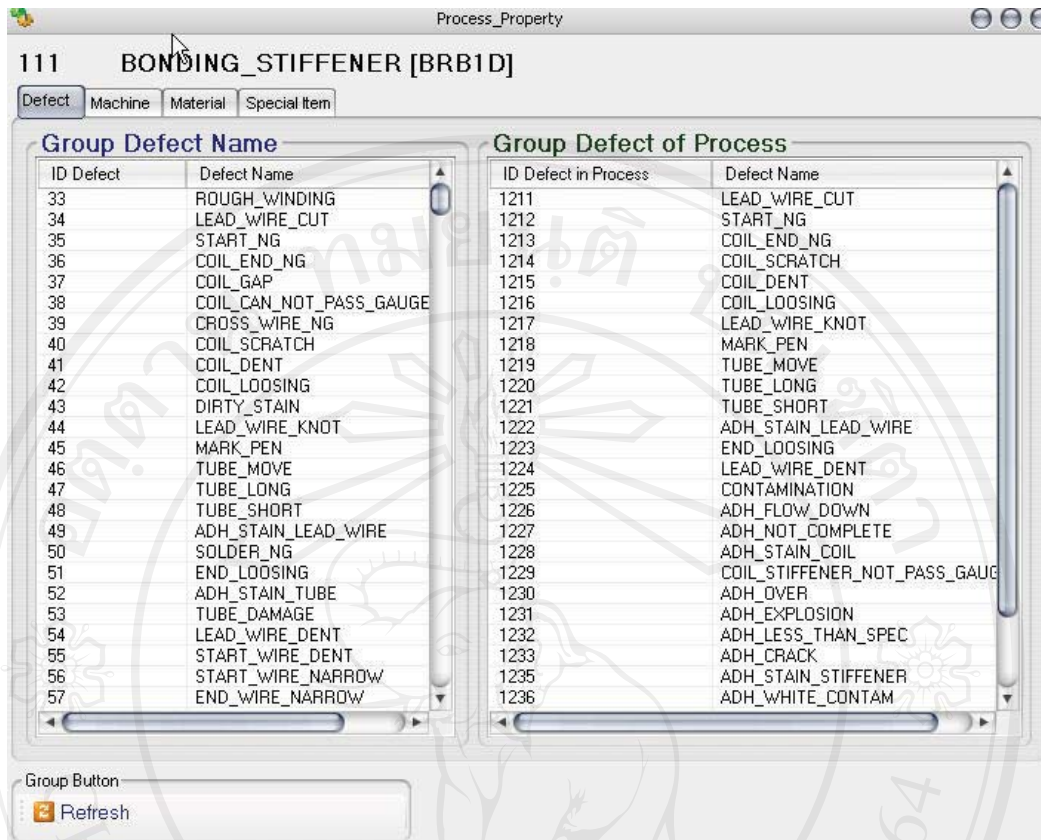 Process_Property
111 BONDING_STIFFENER [BRB1D]
Defect Machine Material Special Item
Group Defect Name
ID Defect Defect Name
33 ROUGH_WINDING
34 LEAD_WIRE_CUT
35 START_NG
36 COIL_END_NG
37 COIL_GAP
38 COIL_CAN_NOT_PASS_GAUGE
39 CROSS_WIRE_NG
40 COIL_SCRATCH
41 COIL_DENT
42 COIL_LOOSING
43 DIRTY_STAIN
44 LEAD_WIRE_KNOT
45 MARK_PEN
46 TUBE_MOVE
47 TUBE_LONG
48 TUBE_SHORT
49 ADH_STAIN_LEAD_WIRE
50 SOLDER_NG
51 END_LOOSING
52 ADH_STAIN_TUBE
53 TUBE_DAMAGE
54 LEAD_WIRE_DENT
55 START_WIRE_DENT
56 START_WIRE_NARROW
57 END_WIRE_NARROW
Group Defect of Process
ID Defect in Process Defect Name
1211 LEAD_WIRE_CUT
1212 START_NG
1213 COIL_END_NG
1214 COIL_SCRATCH
1215 COIL_DENT
1216 COIL_LOOSING
1217 LEAD_WIRE_KNOT
1218 MARK_PEN
1219 TUBE_MOVE
1220 TUBE_LONG
1221 TUBE_SHORT
1222 ADH_STAIN_LEAD_WIRE
1223 END_LOOSING
1224 LEAD_WIRE_DENT
1225 CONTAMINATION
1226 ADH_FLOW_DOWN
1227 ADH_NOT_COMPLETE
1228 ADH_STAIN_COIL
1229 COIL_STIFFENER_NOT_PASS_GAUG
1230 ADH_OVER
1231 ADH_EXPLOSION
1232 ADH_LESS_THAN_SPEC
1233 ADH_CRACK
1235 ADH_STAIN_STIFFENER
1236 ADH_WHITE_CONTAM
Group Button
Refresh